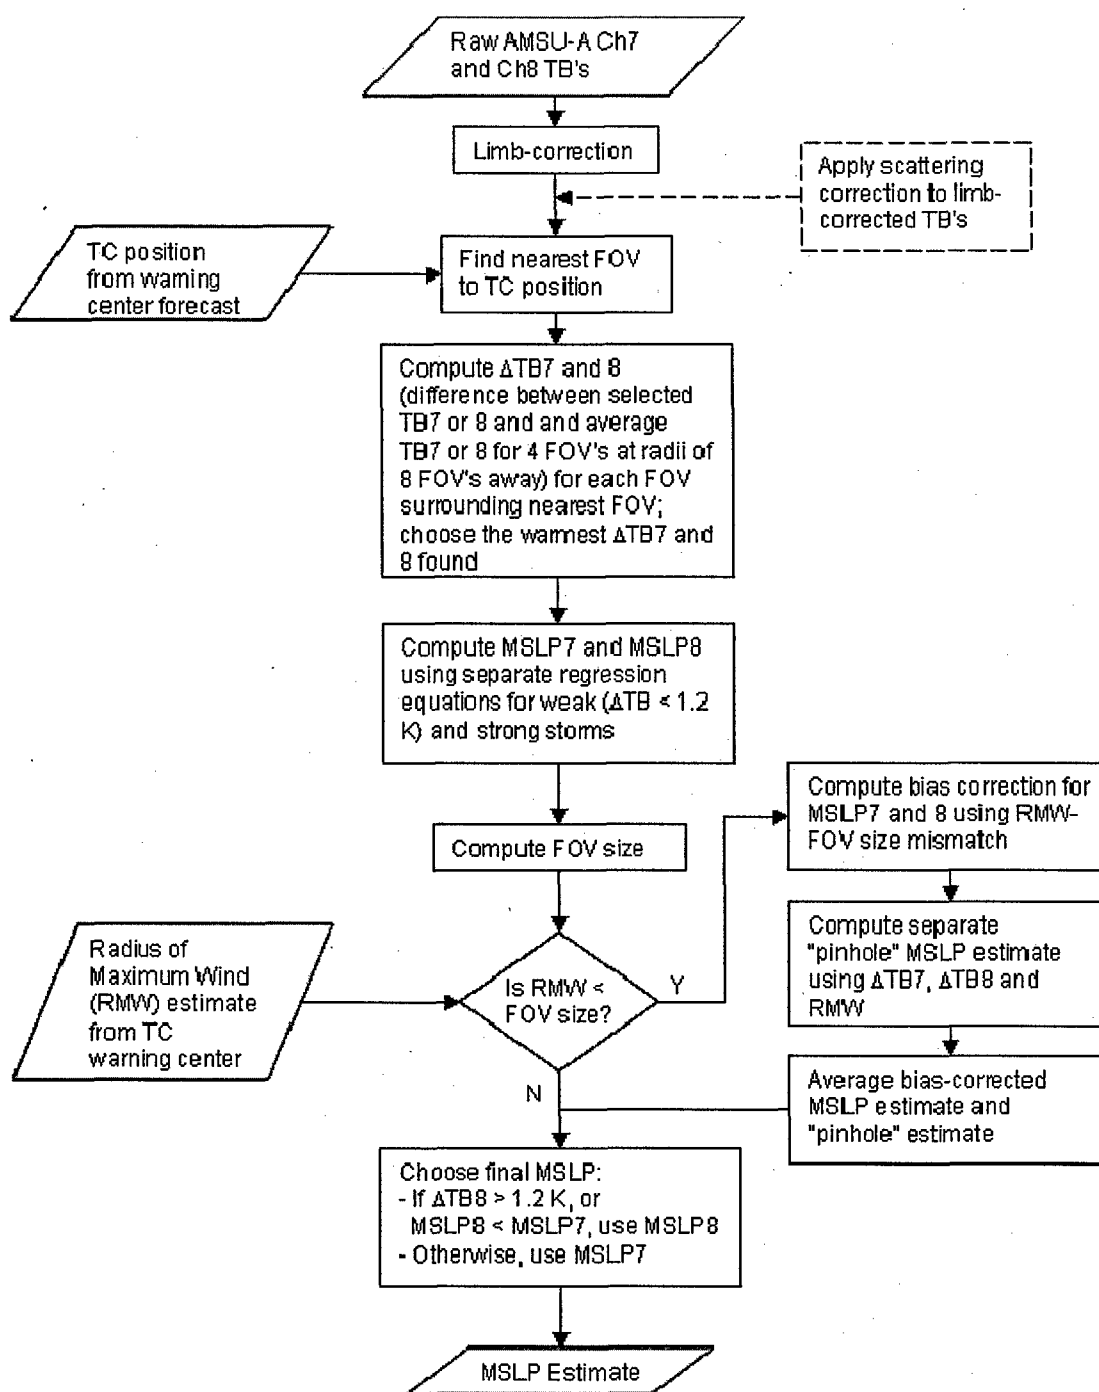 Raw AMSU-A Ch7
and Ch8 TB's
Limb-correction
Apply scattering
correction to limb-
corrected TB's
TC position
from warning
center forecast
Find nearest FOV
to TC position
Compute ΔTB7 and 8
(difference between selected
TB7 or 8 and and average
TB7 or 8 for 4 FOV's at radii of
8 FOV's away) for each FOV
surrounding nearest FOV;
choose the warmest ΔTB7 and
8 found
Compute MSLP7 and MSLP8
using separate regression
equations for weak (ΔTB < 1.2
K) and strong storms
Compute FOV size
Compute bias correction for
MSLP7 and 8 using RMW-
FOV size mismatch
Radius of
Maximum Wind
(RMW) estimate
from TC
warning center
Is RMW <
FOV size?
Y
Compute separate
"pinhole" MSLP estimate
using ΔTB7, ΔTB8 and
RMW
N
Average bias-corrected
MSLP estimate and
"pinhole" estimate
Choose final MSLP:
- If ΔTB8 > 1.2 K, or
MSLP8 < MSLP7, use MSLP8
- Otherwise, use MSLP7
MSLP Estimate